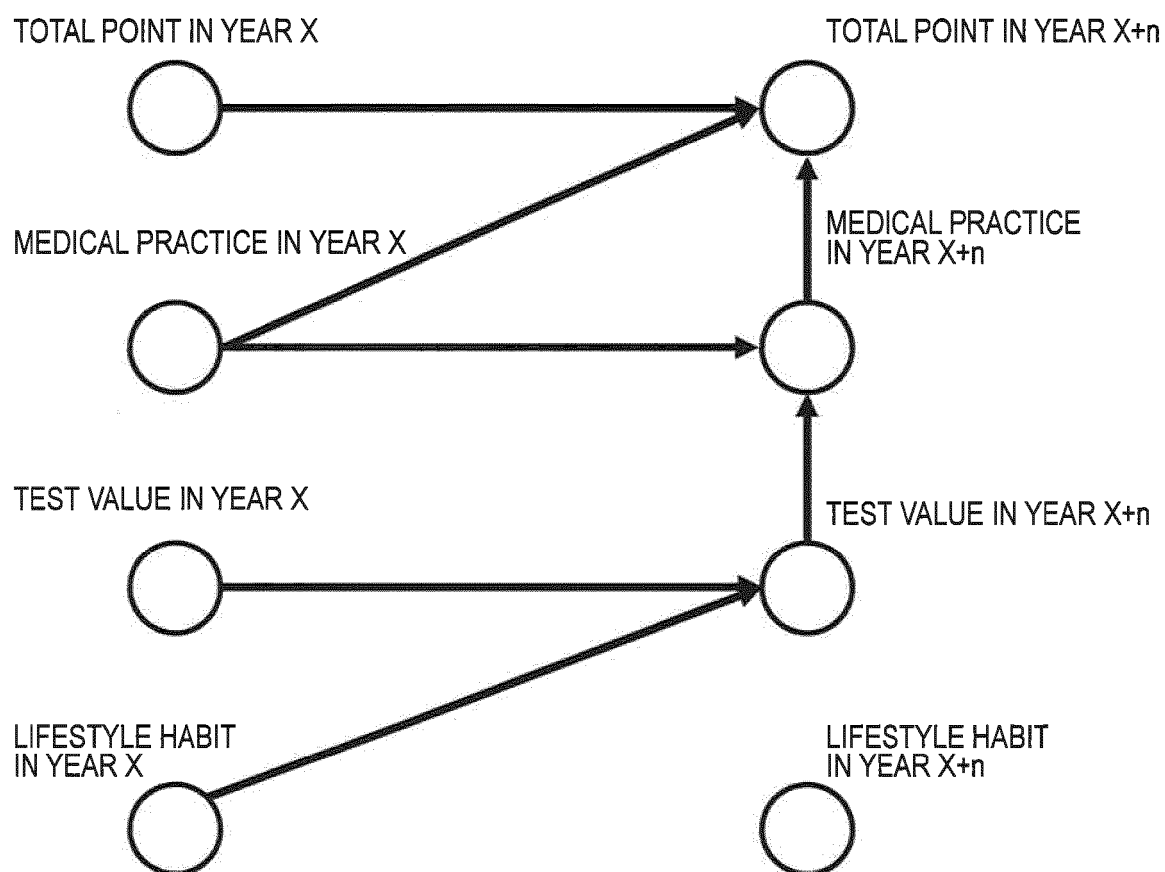 TOTAL POINT IN YEAR X
TOTAL POINT IN YEAR X+n
MEDICAL PRACTICE IN YEAR X
MEDICAL PRACTICE
IN YEAR X+n
TEST VALUE IN YEAR X
TEST VALUE IN YEAR X+n
LIFESTYLE HABIT
IN YEAR X
LIFESTYLE HABIT
IN YEAR X+n